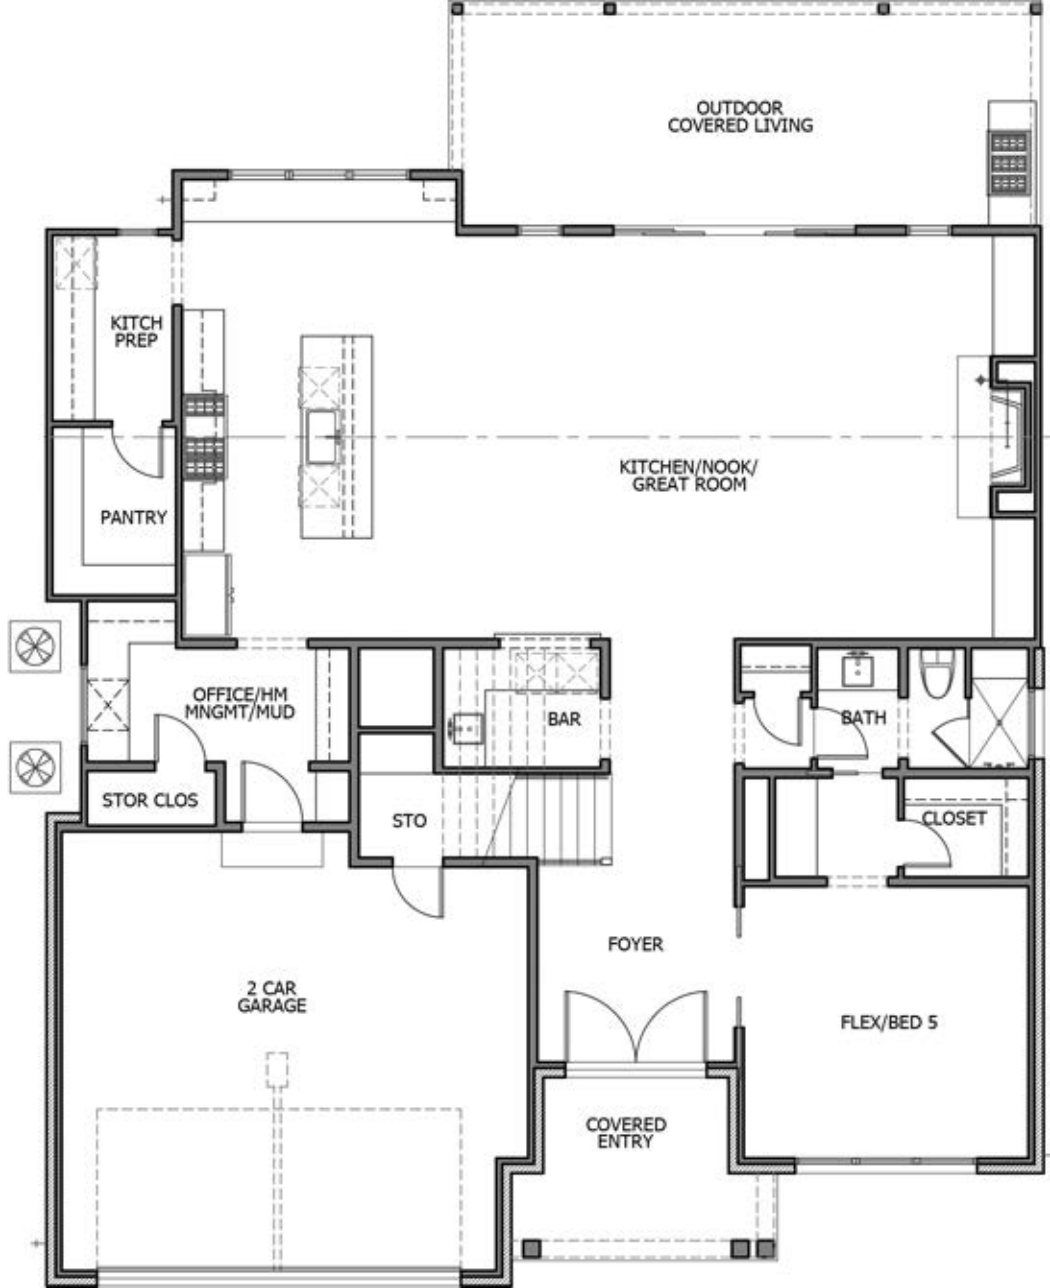 OUTDOOR
COVERED LIVING
KITCH
PREP
KITCHEN/NOOK/
GREAT ROOM
PANTRY
OFFICE/HM
MNGMT/MUD
BAR
BATH
STOR CLOS
STO
CLOSET
FOYER
2 CAR
GARAGE
FLEX/BED 5
COVERED
ENTRY